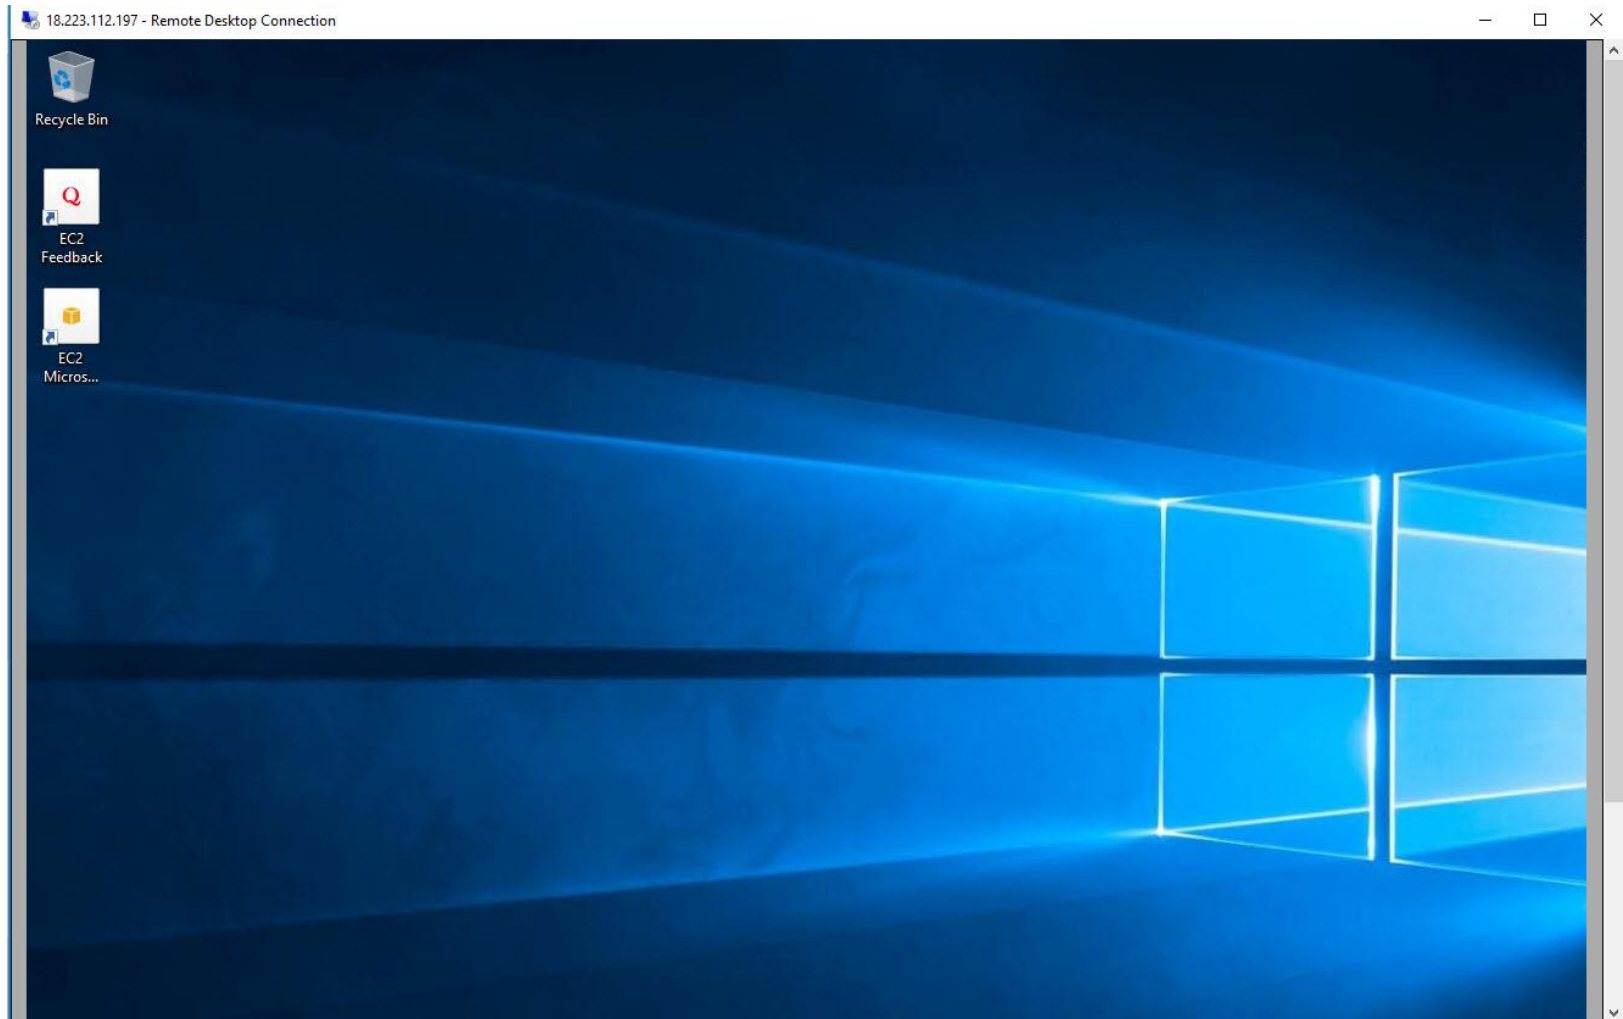 18.223.112.197 - Remote Desktop Connection
Recycle Bin
Q
EC2
Feedback
EC2
Micros...